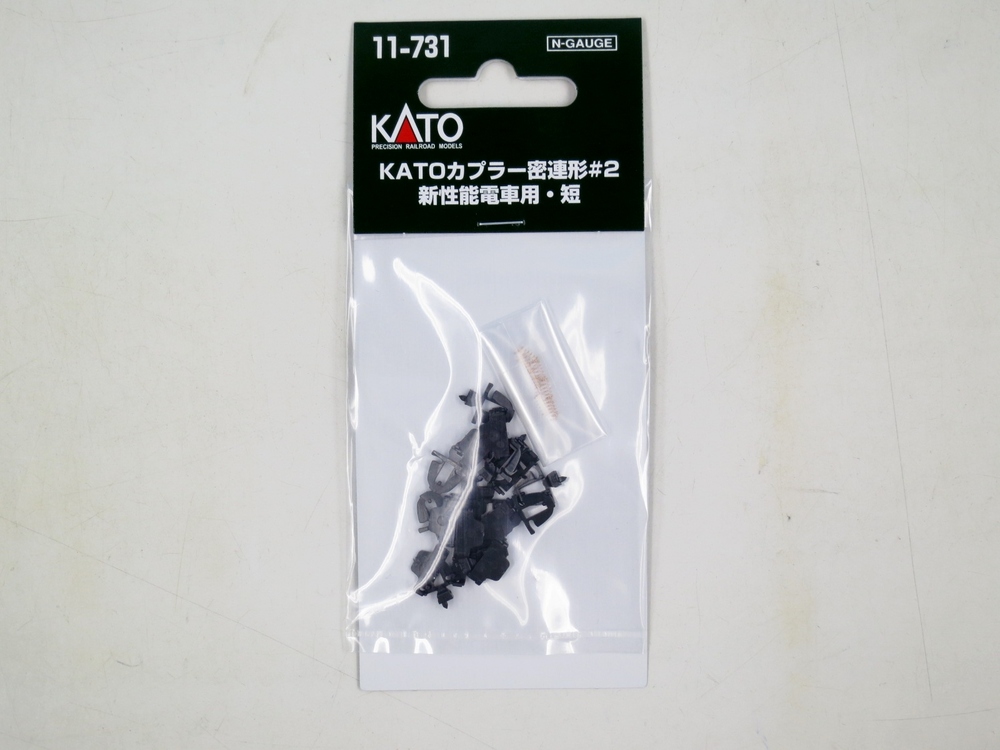 11-731
N-GAUGE
KATO
PRECISION RAILROAD MODELS
KATOカプラー密連形#2
新性能電車用・短